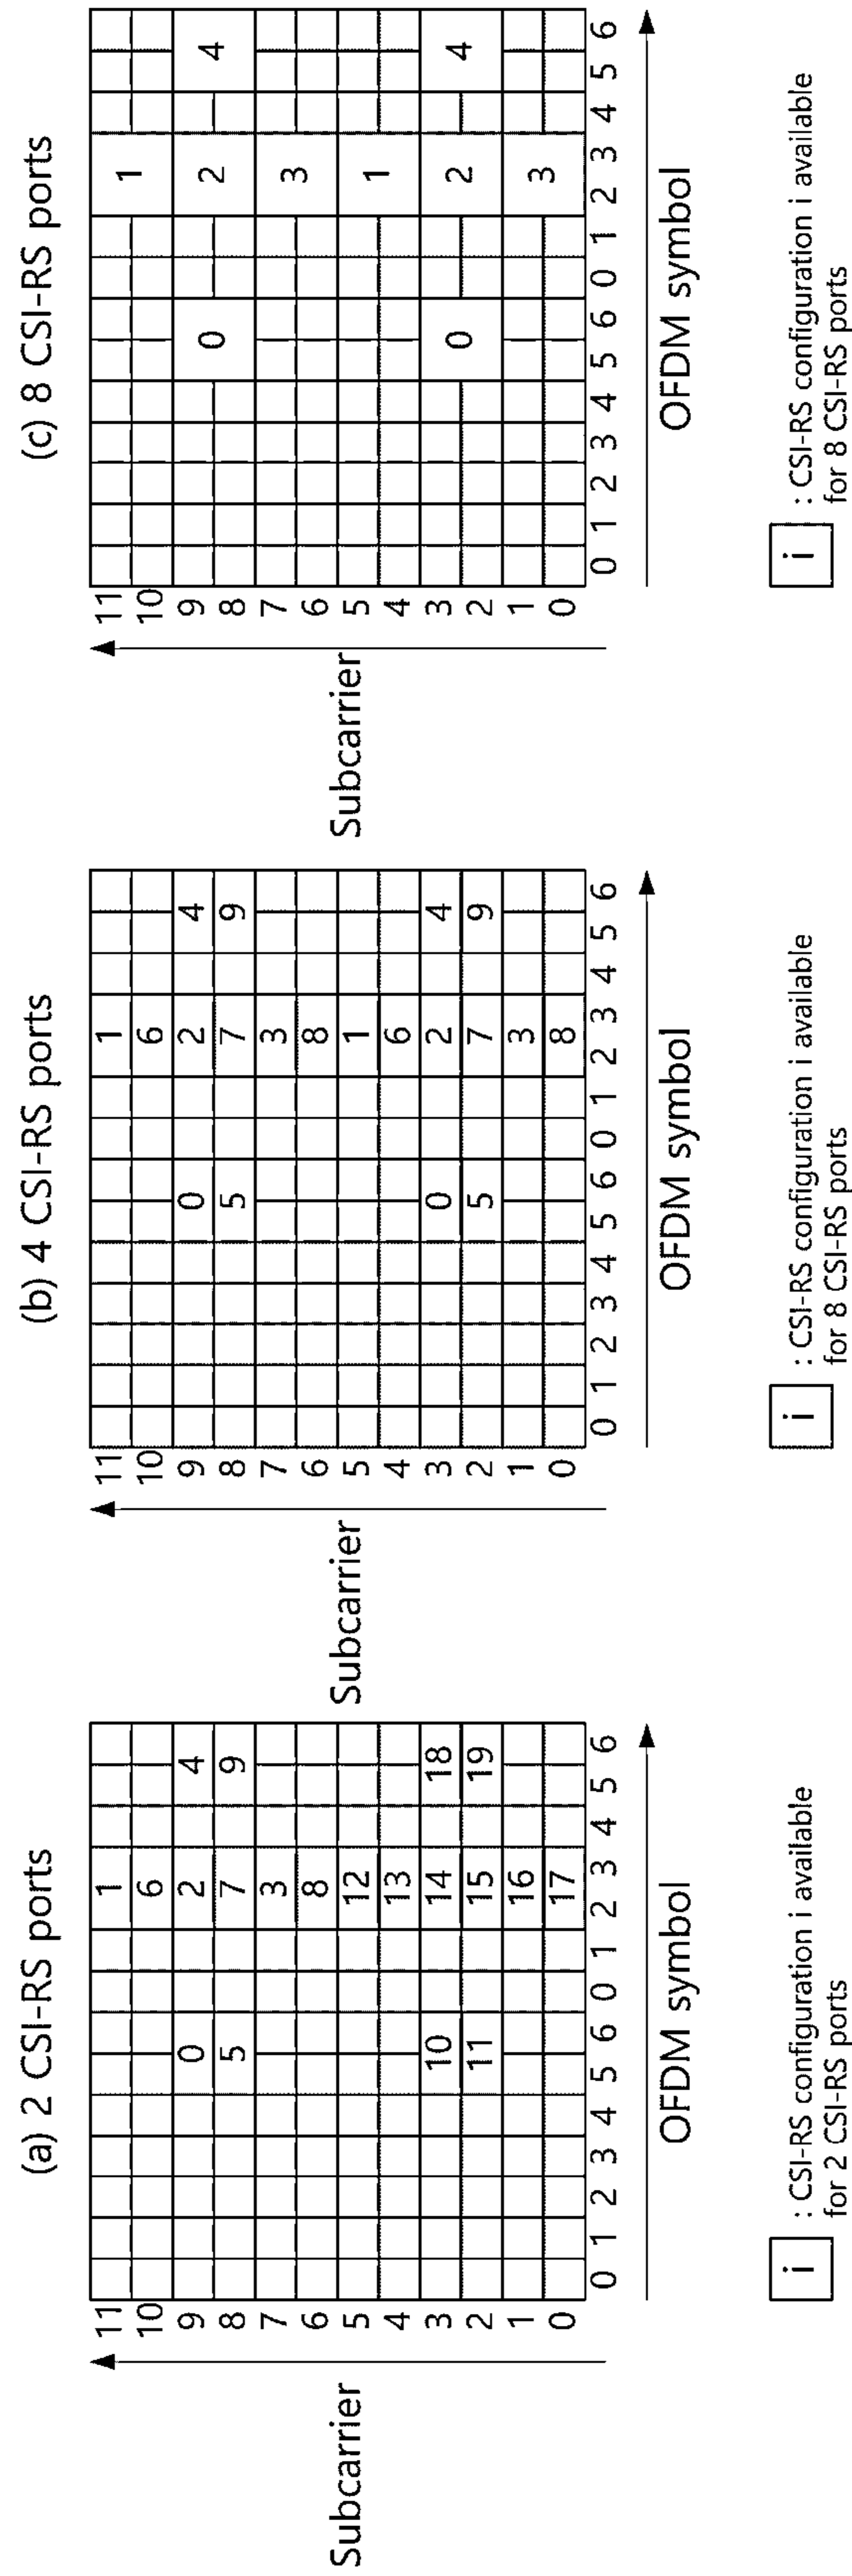 (a) 2 CSI-RS ports
Subcarrier
11 1
10 6
9 0 2 4
8 5 7 9
7 3
6 8
5 12
4 13
3 10 14 18
2 11 15 19
1 16
0 17
0 1 2 3 4 5 6 0 1 2 3 4 5 6
OFDM symbol
i : CSI-RS configuration i available
for 2 CSI-RS ports
(b) 4 CSI-RS ports
Subcarrier
11 1
10 6
9 0 2 4
8 5 7 9
7 3
6 8
5 1
4 6
3 0 2 4
2 5 7 9
1 3
0 8
0 1 2 3 4 5 6 0 1 2 3 4 5 6
OFDM symbol
i : CSI-RS configuration i available
for 8 CSI-RS ports
(c) 8 CSI-RS ports
Subcarrier
11
1
10
9
0 2 4
8
7
3
6
5
1
4
3
0 2 4
2
1
3
0
0 1 2 3 4 5 6 0 1 2 3 4 5 6
OFDM symbol
i : CSI-RS configuration i available
for 8 CSI-RS ports